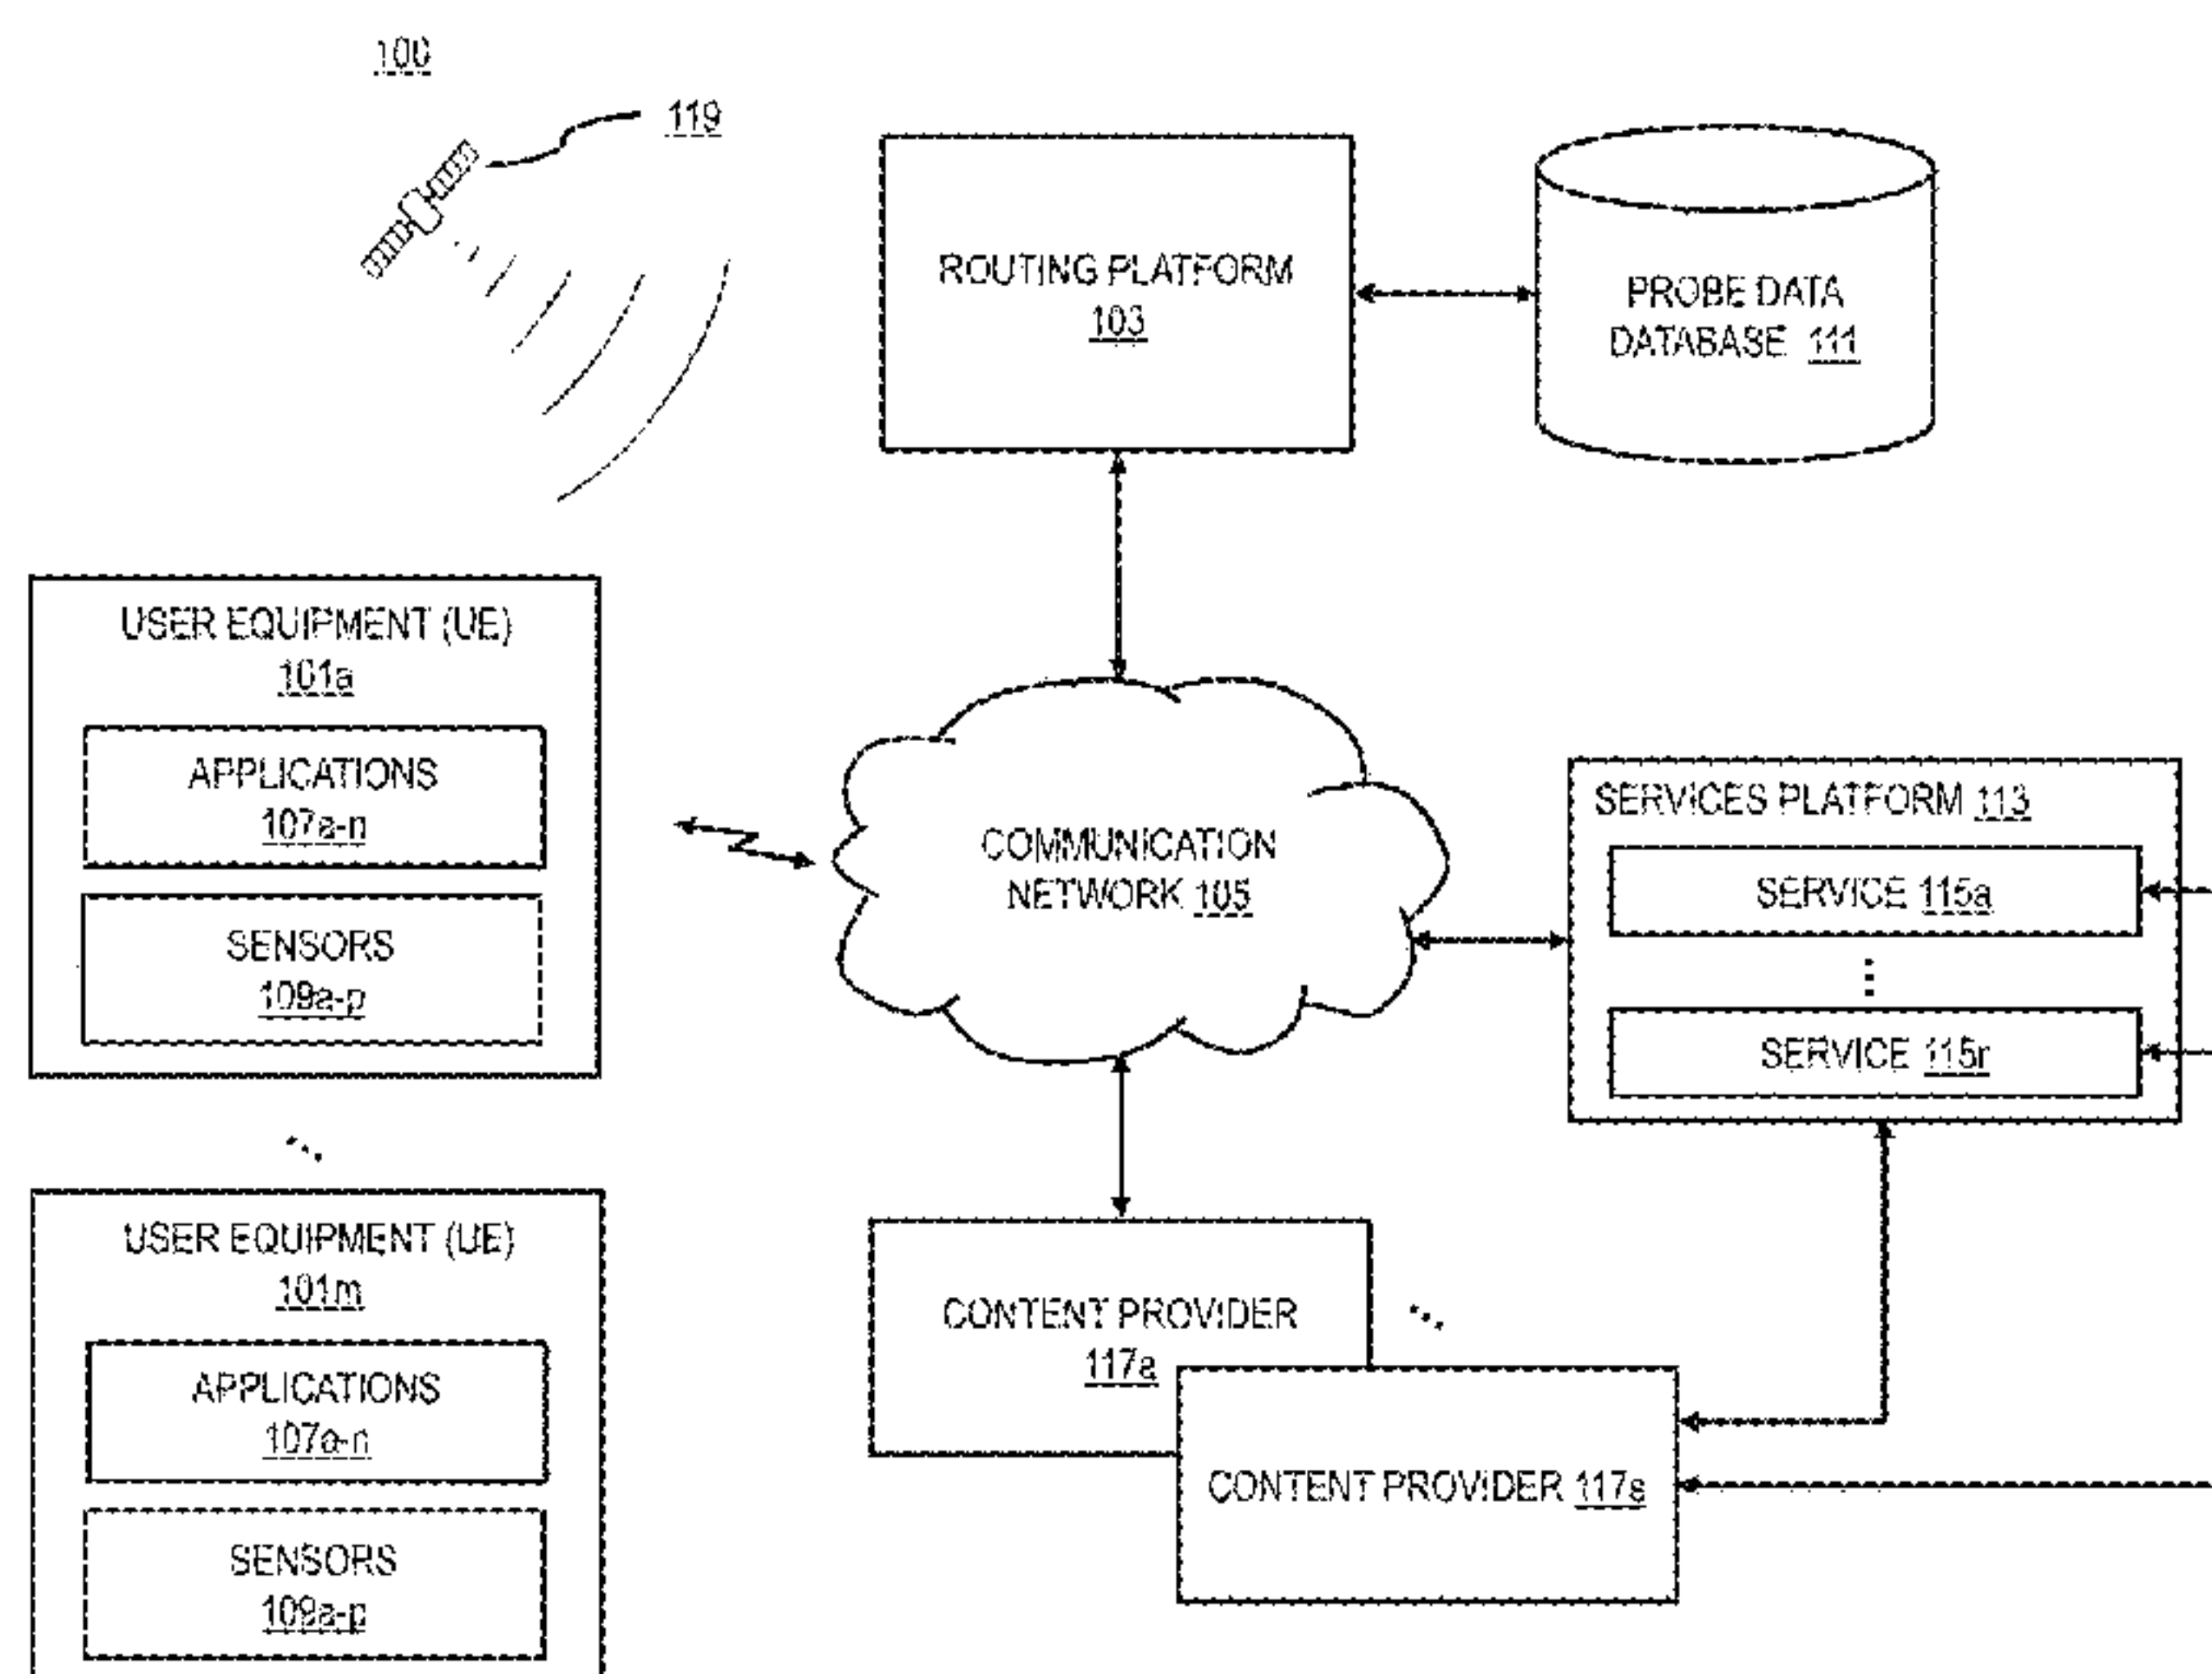 100
119
ROUTING PLATFORM
103
PROBE DATA
DATABASE 111
USER EQUIPMENT (UE)
101a
APPLICATIONS
107a-n
SENSORS
109a-p
COMMUNICATION
NETWORK 105
SERVICES PLATFORM 113
SERVICE 115a
SERVICE 115r
USER EQUIPMENT (UE)
101m
APPLICATIONS
107a-n
SENSORS
109a-p
CONTENT PROVIDER
117a
CONTENT PROVIDER 117s